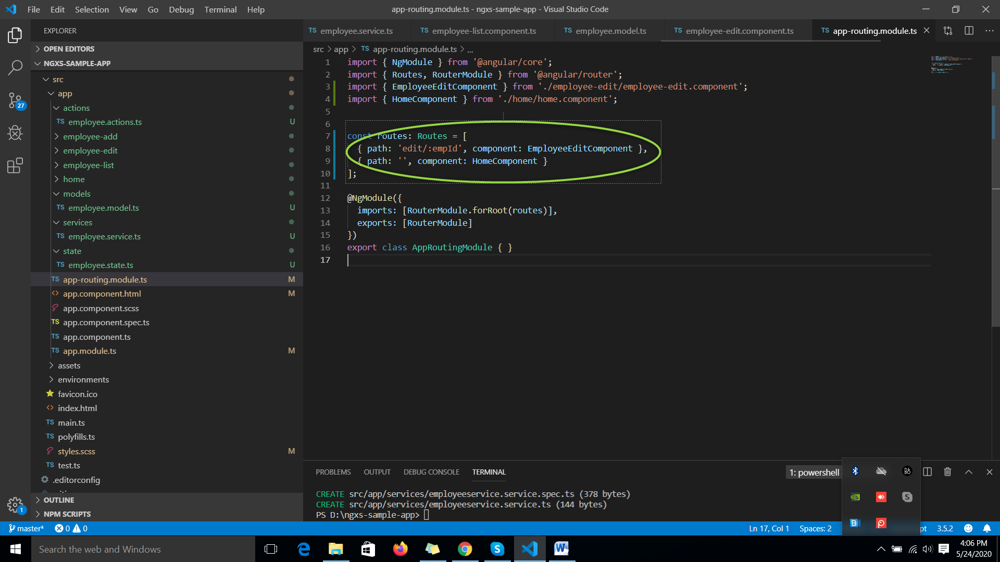 File Edit Selection View Go Debug Terminal Help
app-routing.module.ts - ngxs-sample-app - Visual Studio Code
EXPLORER
OPEN EDITORS
NGXS-SAMPLE-APP
src
app
actions
TS employee.actions.ts U
employee-add
employee-edit
employee-list
home
models
TS employee.model.ts U
services
TS employee.service.ts U
state
TS employee.state.ts U
TS app-routing.module.ts M
<> app.component.html M
app.component.scss
TS app.component.spec.ts
TS app.component.ts
TS app.module.ts M
assets
environments
favicon.ico
<> index.html
TS main.ts
TS polyfills.ts
styles.scss M
TS test.ts
.editorconfig
OUTLINE
NPM SCRIPTS
27
1
TS employee.service.ts TS employee-list.component.ts TS employee.model.ts TS employee-edit.component.ts TS app-routing.module.ts
src > app > TS app-routing.module.ts > ...
1 import { NgModule } from '@angular/core';
2 import { Routes, RouterModule } from '@angular/router';
3 import { EmployeeEditComponent } from './employee-edit/employee-edit.component';
4 import { HomeComponent } from './home/home.component';
5
6
7 const routes: Routes = [
8 { path: 'edit/:empId', component: EmployeeEditComponent },
9 { path: '', component: HomeComponent }
10 ];
11
12 @NgModule({
13 imports: [RouterModule.forRoot(routes)],
14 exports: [RouterModule]
15 })
16 export class AppRoutingModule { }
17
PROBLEMS OUTPUT DEBUG CONSOLE TERMINAL
1: powershell
CREATE src/app/services/employeeservice.service.spec.ts (378 bytes)
CREATE src/app/services/employeeservice.service.ts (144 bytes)
PS D:\ngxs-sample-app>
master* 0 0
Ln 17, Col 1 Spaces: 2 pt 3.5.2
Search the web and Windows
4:06 PM
5/24/2020